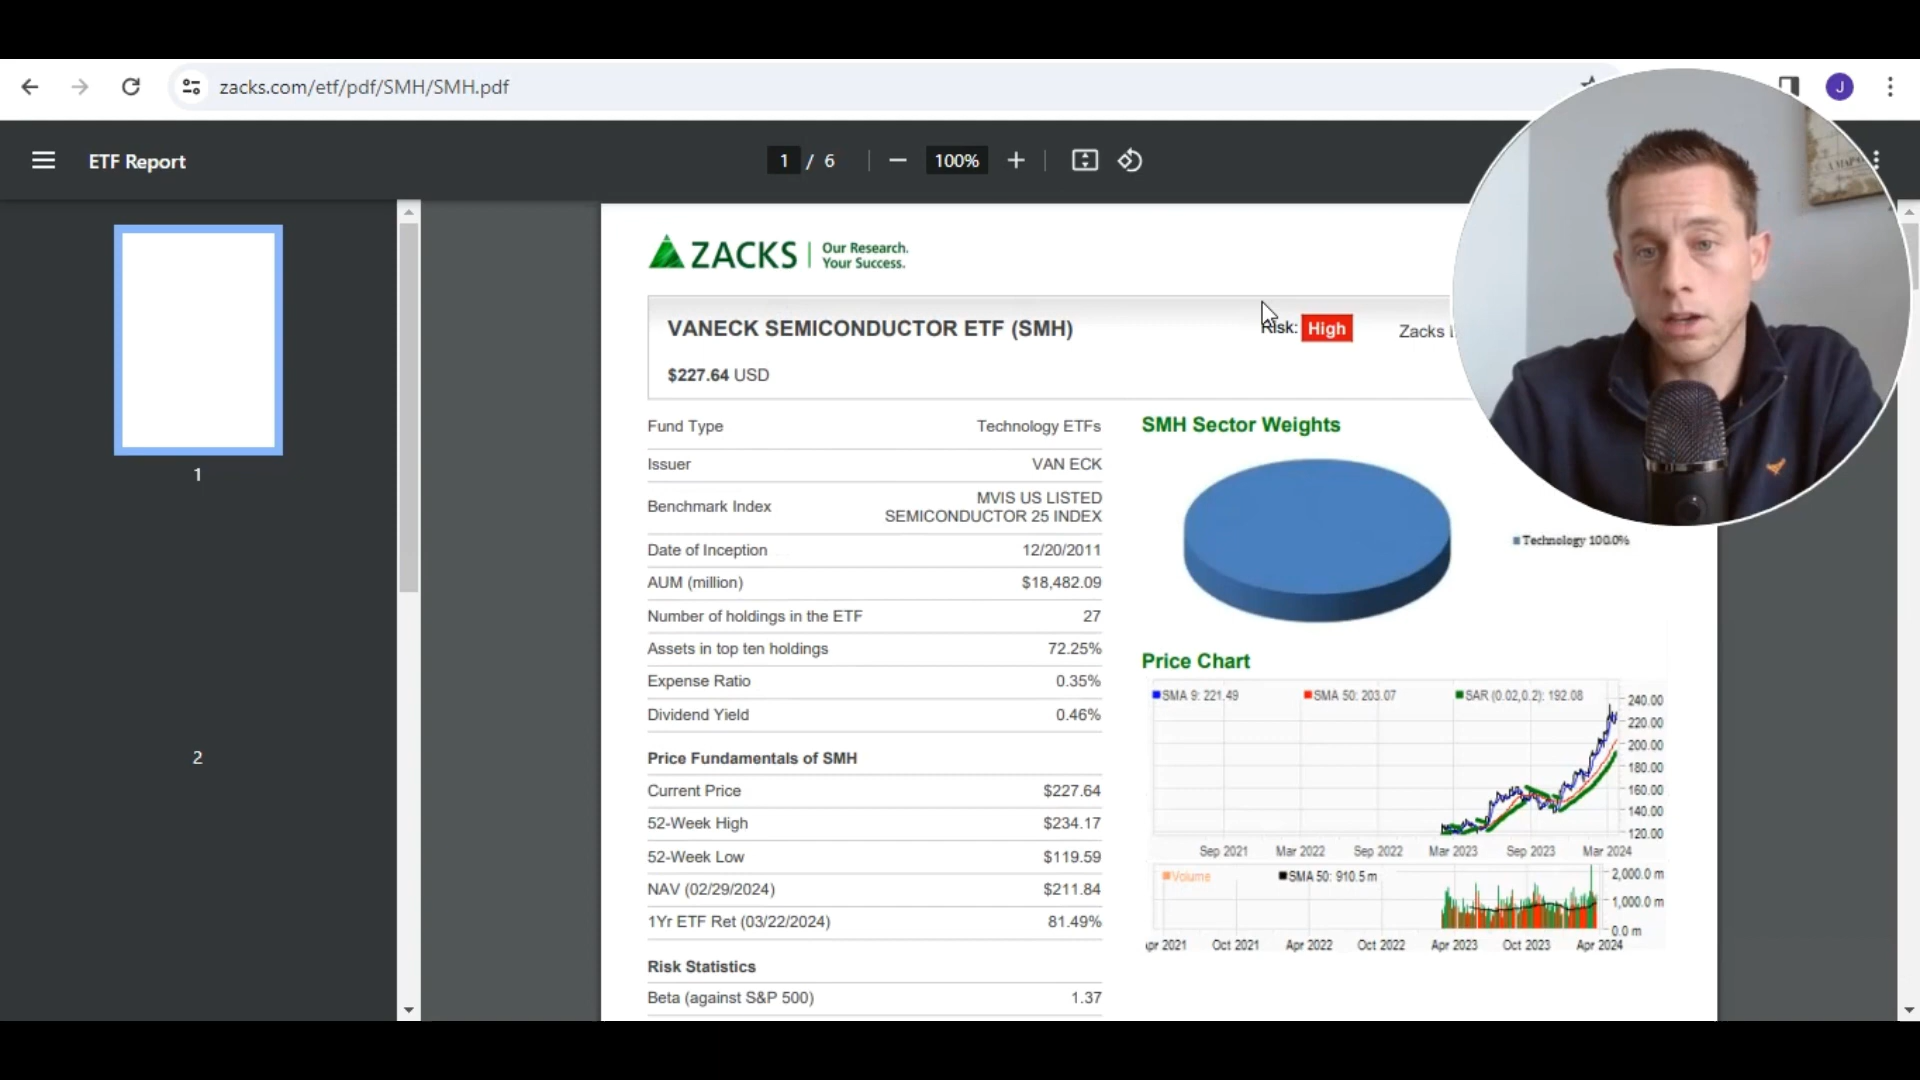 zacks.com/etf/pdf/SMH/SMH.pdf
J
ETF Report
1 / 6
100%
1
2
ZACKS
Our Research.
Your Success.
VANECK SEMICONDUCTOR ETF (SMH)
Risk: High
Zacks
$227.64 USD
Fund Type Technology ETFs
Issuer VAN ECK
Benchmark Index MVIS US LISTED
SEMICONDUCTOR 25 INDEX
Date of Inception 12/20/2011
AUM (million) $18,482.09
Number of holdings in the ETF 27
Assets in top ten holdings 72.25%
Expense Ratio 0.35%
Dividend Yield 0.46%
Price Fundamentals of SMH
Current Price $227.64
52-Week High $234.17
52-Week Low $119.59
NAV (02/29/2024) $211.84
1Yr ETF Ret (03/22/2024) 81.49%
Risk Statistics
Beta (against S&P 500) 1.37
SMH Sector Weights
Technology 100.0%
Price Chart
SMA 9: 221.49 SMA 50: 203.07 SAR (0.02,0.2): 192.08
240.00
220.00
200.00
180.00
160.00
140.00
120.00
Sep 2021 Mar 2022 Sep 2022 Mar 2023 Sep 2023 Mar 2024
Volume SMA 50: 910.5 m
2,000.0 m
1,000.0 m
0.0 m
pr 2021 Oct 2021 Apr 2022 Oct 2022 Apr 2023 Oct 2023 Apr 2024